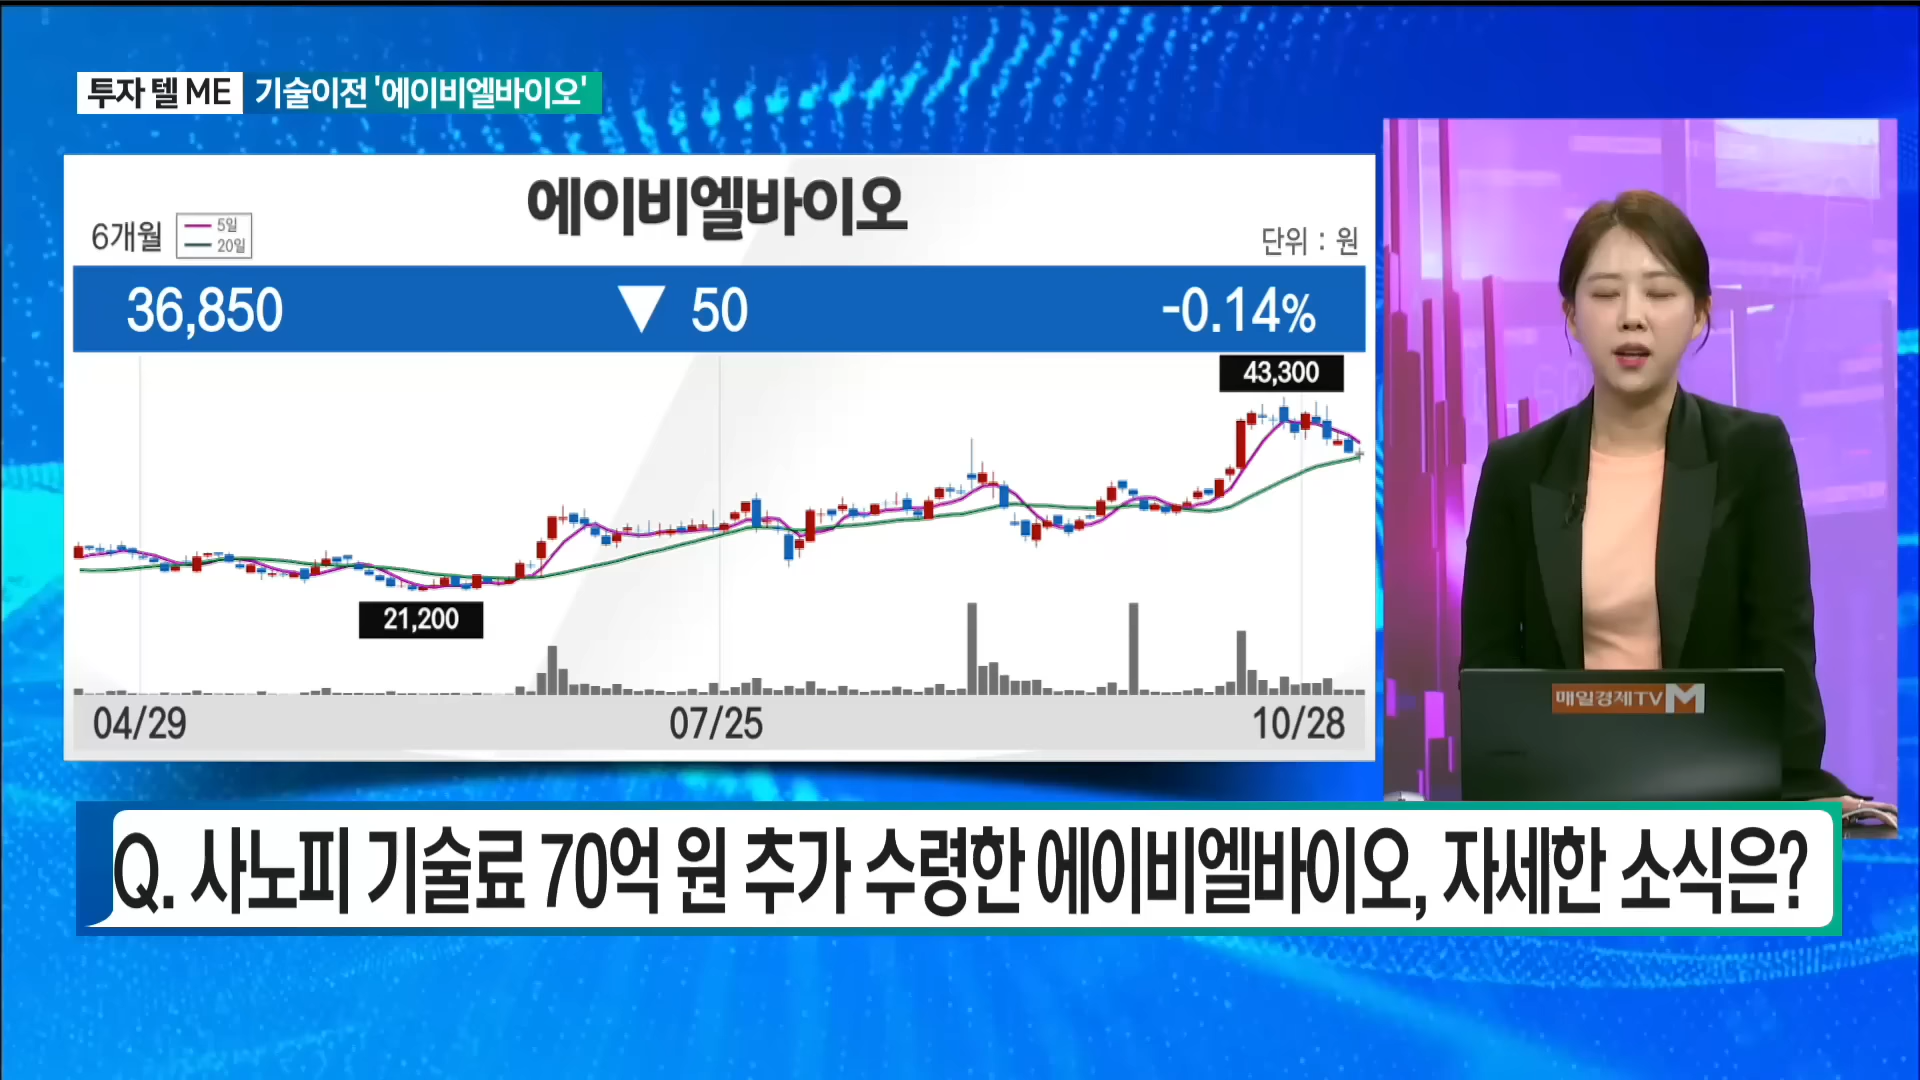 투자 텔 ME 기술이전 '에이비엘바이오'
에이비엘바이오
6개월
5일
20일
단위 : 원
36,850 ▼ 50 -0.14%
43,300
21,200
04/29 07/25 10/28
매일경제TV M
Q. 사노피 기술료 70억 원 추가 수령한 에이비엘바이오, 자세한 소식은?